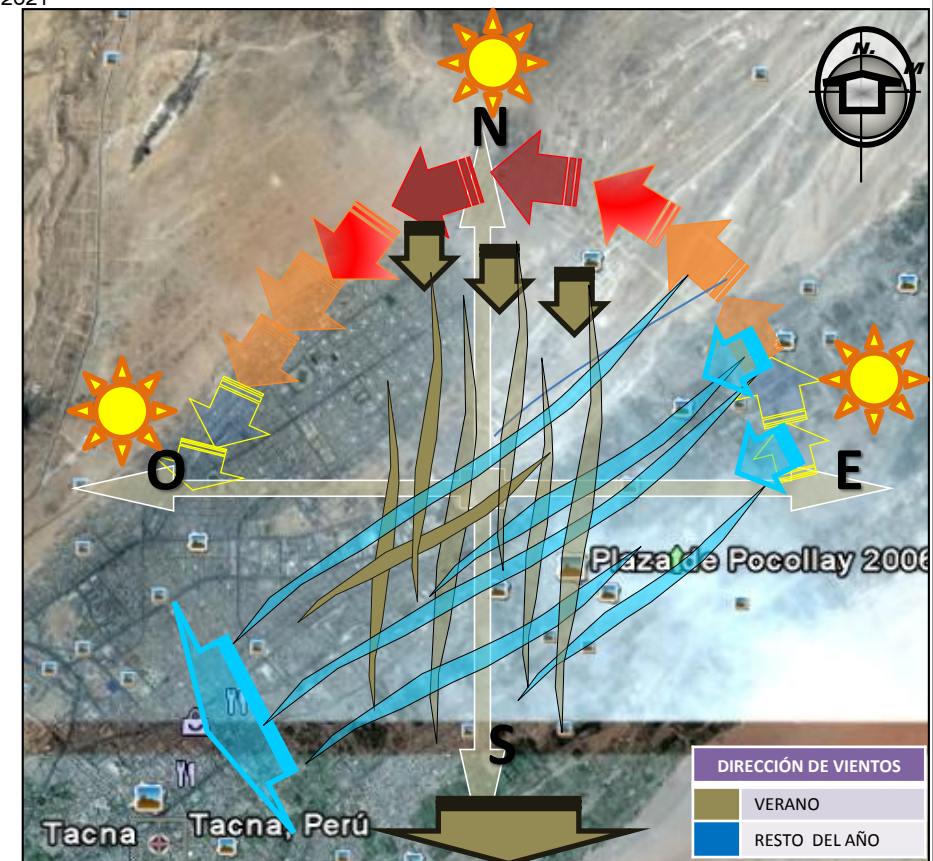 2021
N
N. M
O
E
Plaza de Pocollay 2006
S
DIRECCIÓN DE VIENTOS
VERANO
RESTO DEL AÑO
Tacna
Tacna, Perú